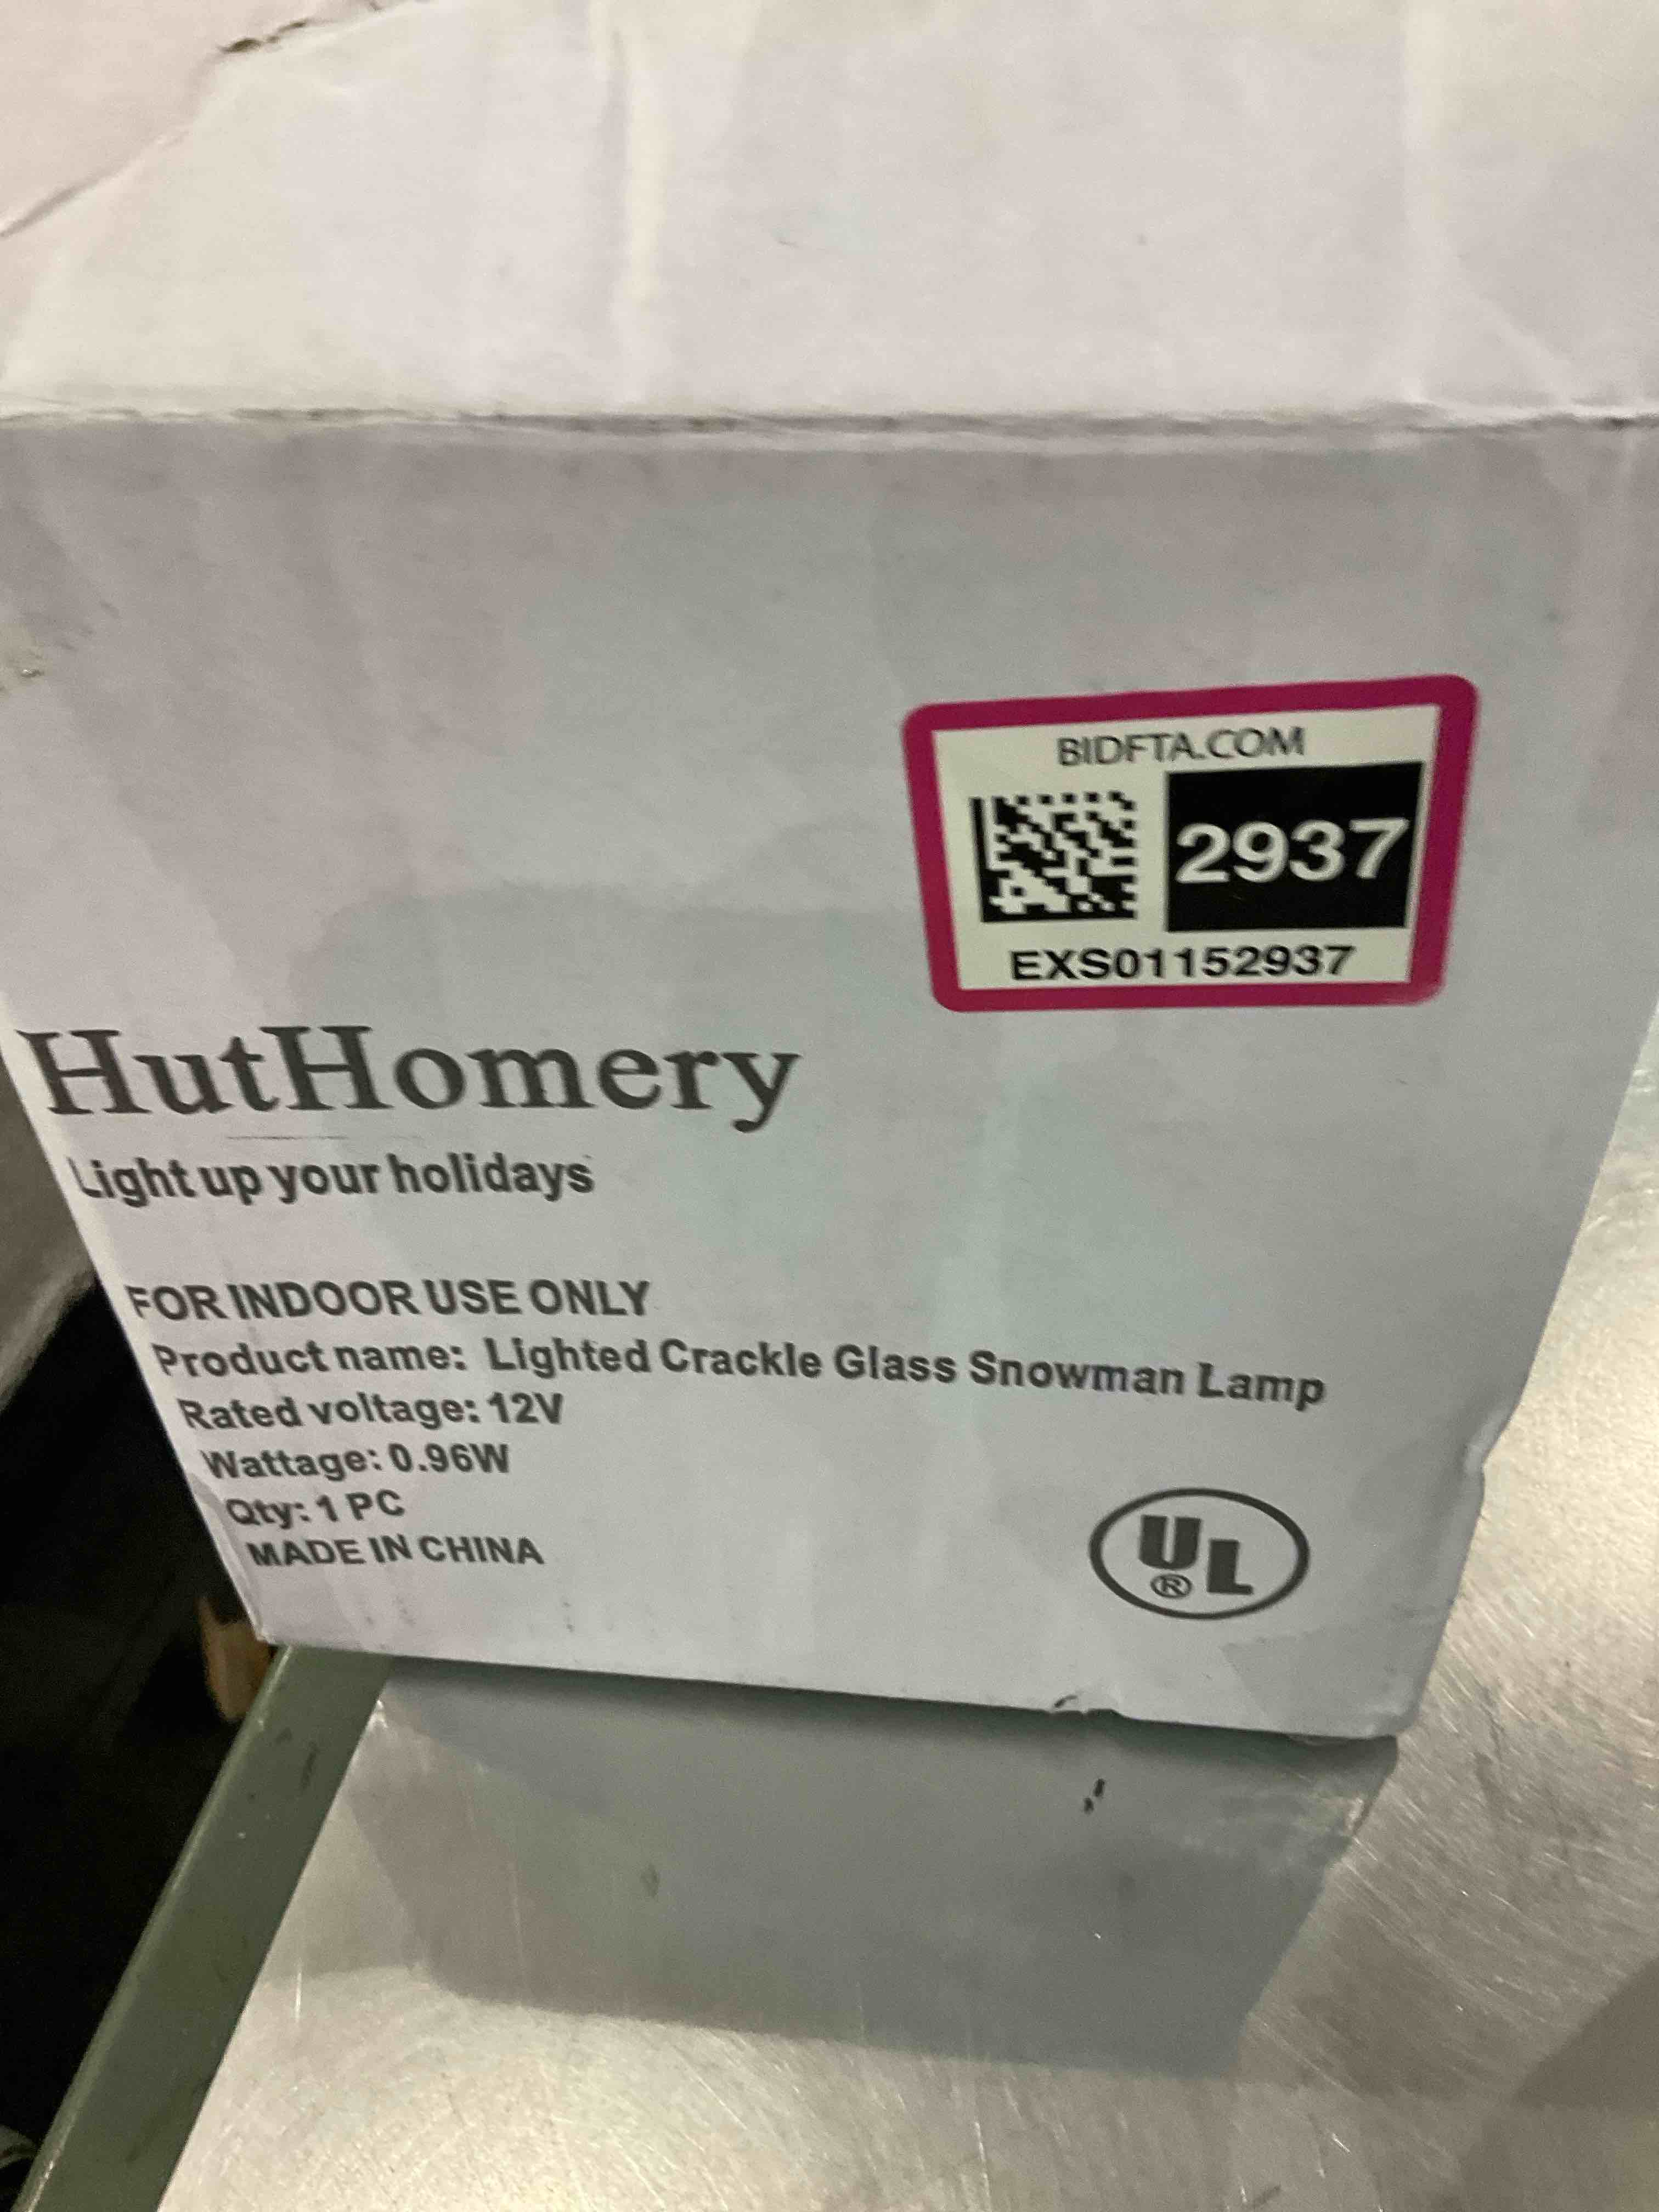 BIDFTA.COM
2937
EXS01152937
HutHomery
Light up your holidays
FOR INDOOR USE ONLY
Product name: Lighted Crackle Glass Snowman Lamp
Rated voltage: 12V
Wattage: 0.96W
Qty: 1 PC
MADE IN CHINA
UL
®